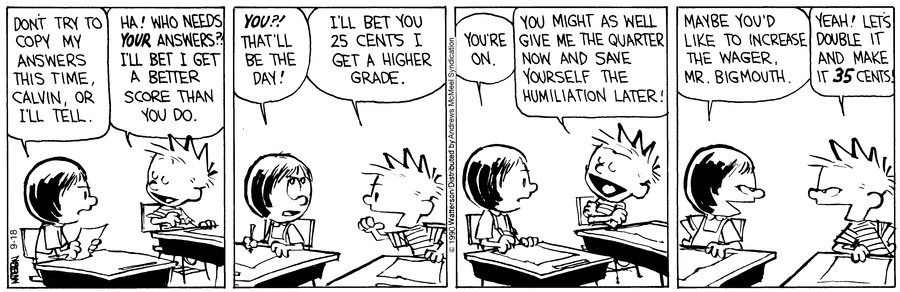 DON'T TRY TO
COPY MY
ANSWERS
THIS TIME,
CALVIN, OR
I'LL TELL.
HA! WHO NEEDS
YOUR ANSWERS?!
I'LL BET I GET
A BETTER
SCORE THAN
YOU DO.
9-18
WATTERSON
YOU?!
THAT'LL
BE THE
DAY!
I'LL BET YOU
25 CENTS I
GET A HIGHER
GRADE.
© 1990 Watterson/Distributed by Andrews McMeel Syndication
YOU'RE
ON.
YOU MIGHT AS WELL
GIVE ME THE QUARTER
NOW AND SAVE
YOURSELF THE
HUMILIATION LATER!
MAYBE YOU'D
LIKE TO INCREASE
THE WAGER,
MR. BIGMOUTH.
YEAH! LET'S
DOUBLE IT
AND MAKE
IT 35 CENTS!